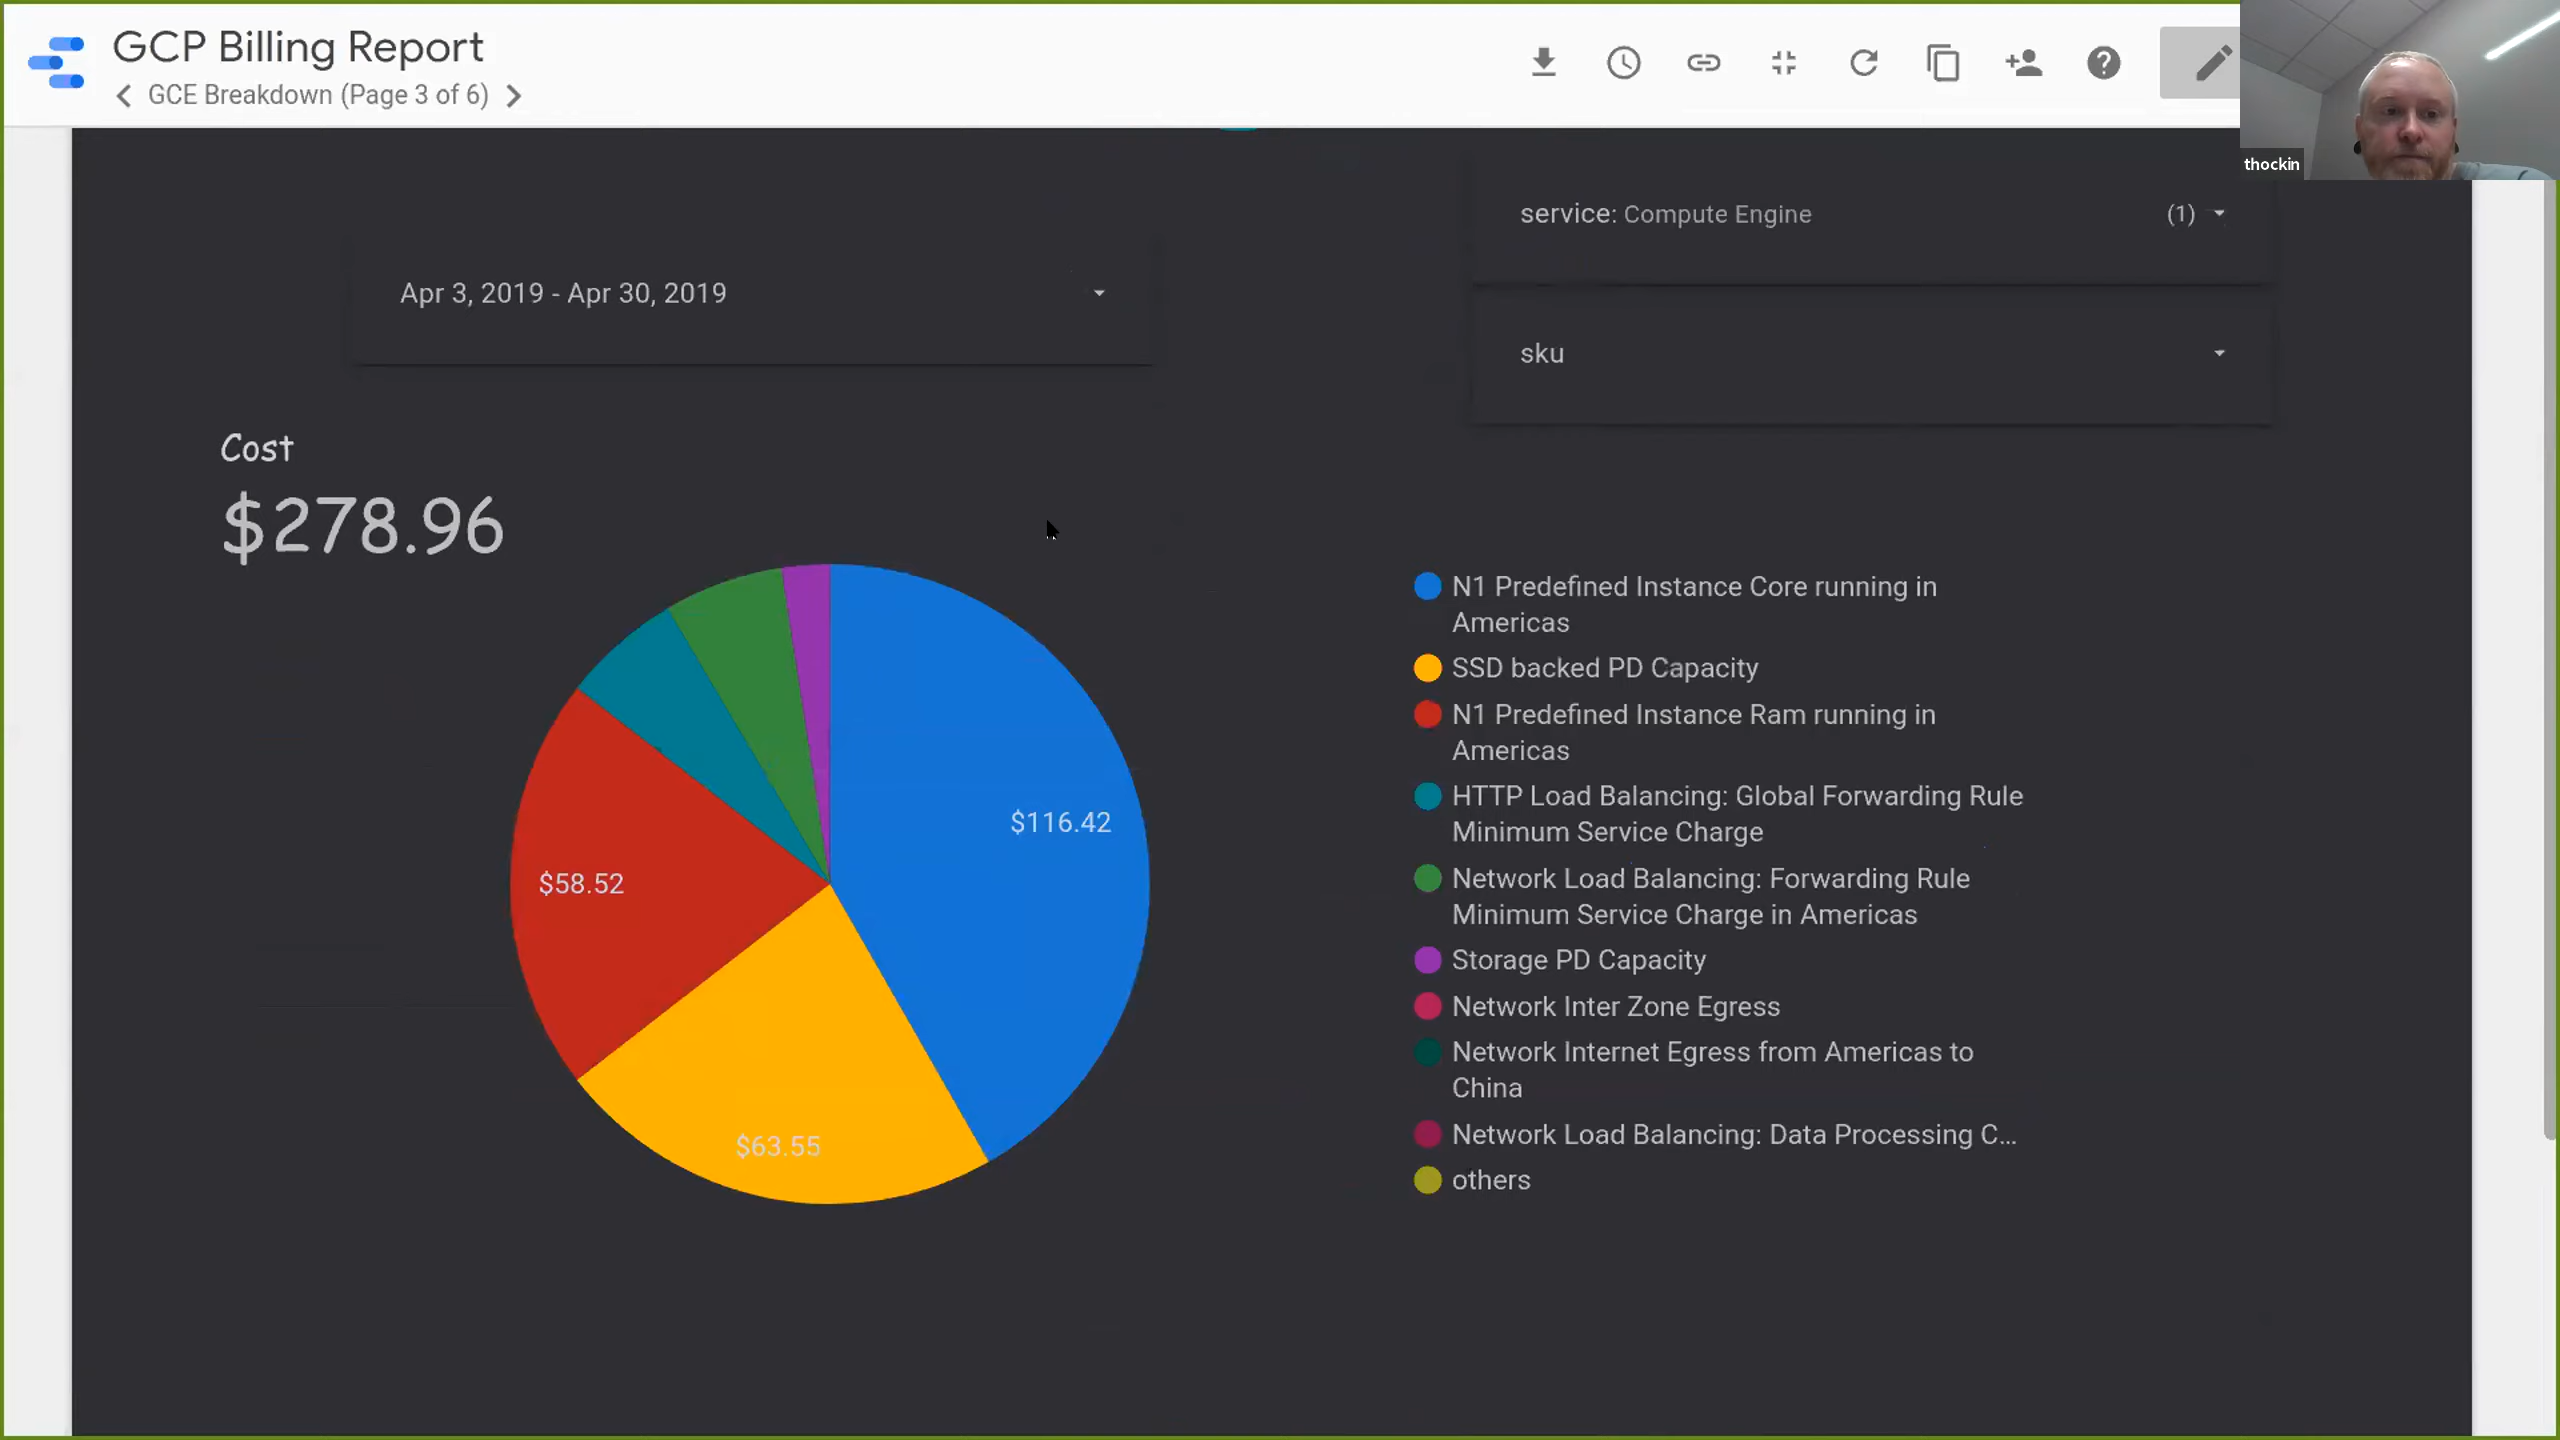 GCP Billing Report
GCE Breakdown (Page 3 of 6)
thockin
service: Compute Engine
(1)
Apr 3, 2019 - Apr 30, 2019
sku
Cost
$278.96
$116.42
$58.52
$63.55
N1 Predefined Instance Core running in
Americas
SSD backed PD Capacity
N1 Predefined Instance Ram running in
Americas
HTTP Load Balancing: Global Forwarding Rule
Minimum Service Charge
Network Load Balancing: Forwarding Rule
Minimum Service Charge in Americas
Storage PD Capacity
Network Inter Zone Egress
Network Internet Egress from Americas to
China
Network Load Balancing: Data Processing C...
others